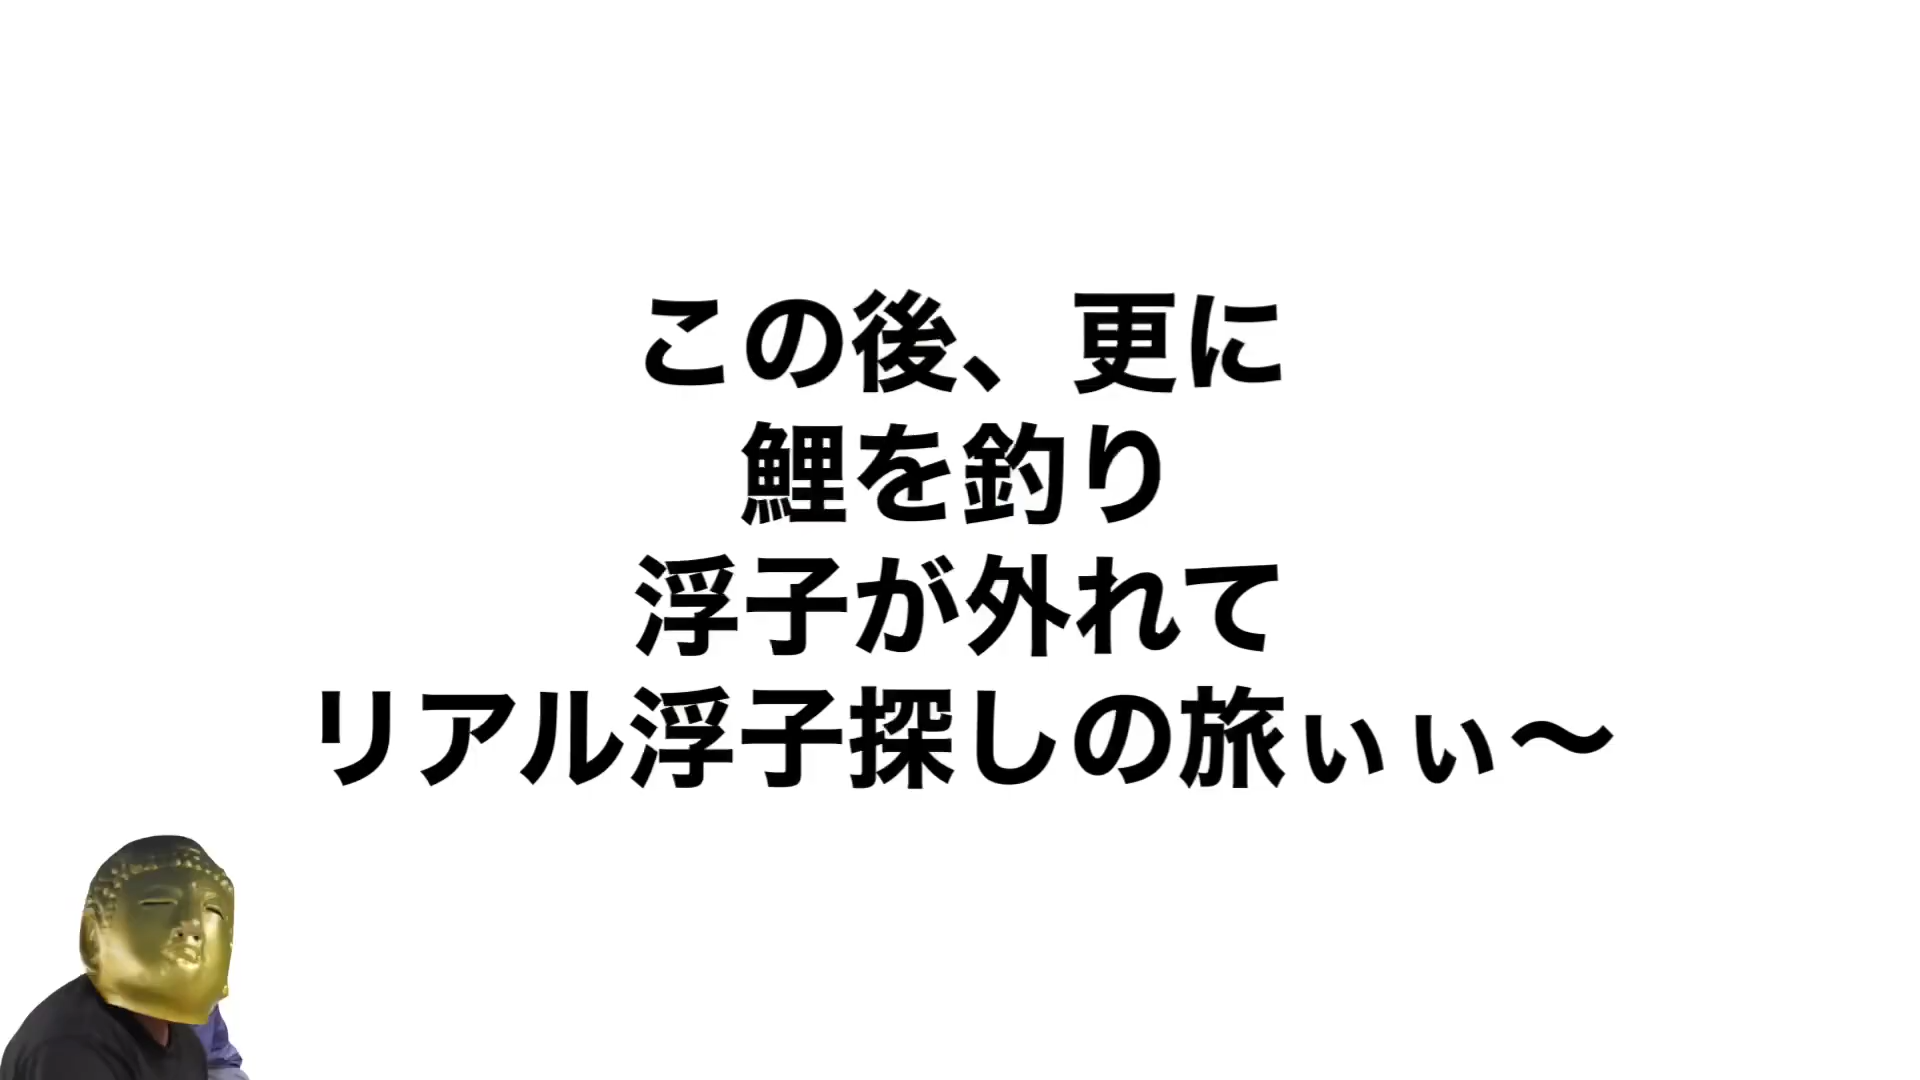 この後、更に
鯉を釣り
浮子が外れて
リアル浮子探しの旅ぃぃ〜